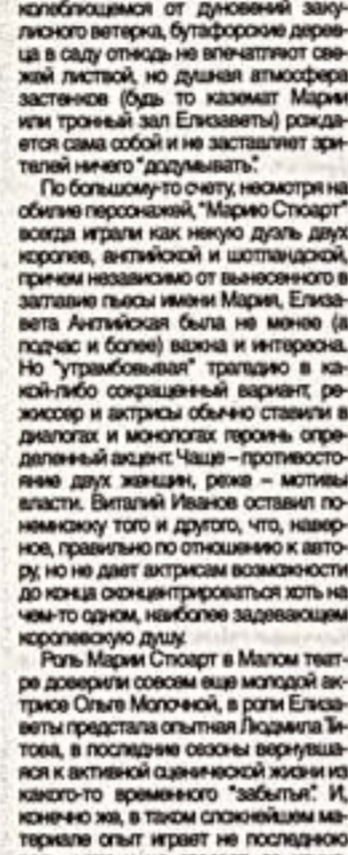 колеблющемся от дуновений заку-
лисного ветерка, бутафорские дерев-
ца в саду отнюдь не впечатляют све-
жей листвой, но душная атмосфера
застенков (будь то каземат Марии
или тронный зал Елизаветы) рожда-
ется сама собой и не заставляет зри-
телей ничего "додумывать".
По большому-то счету, несмотря на
обилие персонажей, "Марию Стюарт"
всегда играли как некую дуэль двух
королев, английской и шотландской,
причем независимо от вынесенного в
заглавие пьесы имени Мария, Елиза-
вета Английская была не менее (а
подчас и более) важна и интересна.
Но "утрамбовывая" трагедию в ка-
кой-либо сокращенный вариант, ре-
жиссер и актрисы обычно ставили в
диалогах и монологах героинь опре-
деленный акцент. Чаще – противосто-
яние двух женщин, реже – мотивы
власти. Виталий Иванов оставил по-
немножку того и другого, что, навер-
ное, правильно по отношению к авто-
ру, но не дает актрисам возможности
до конца сконцентрироваться хоть на
чем-то одном, наиболее задевающем
королевскую душу.
Роль Марии Стюарт в Малом теат-
ре доверили совсем еще молодой ак-
трисе Ольге Молочной, в роли Елиза-
веты предстала опытная Людмила Ти-
това, в последние сезоны вернувша-
яся к активной сценической жизни из
какого-то временного "забытья". И,
конечно же, в таком сложнейшем ма-
териале опыт играет не последнюю